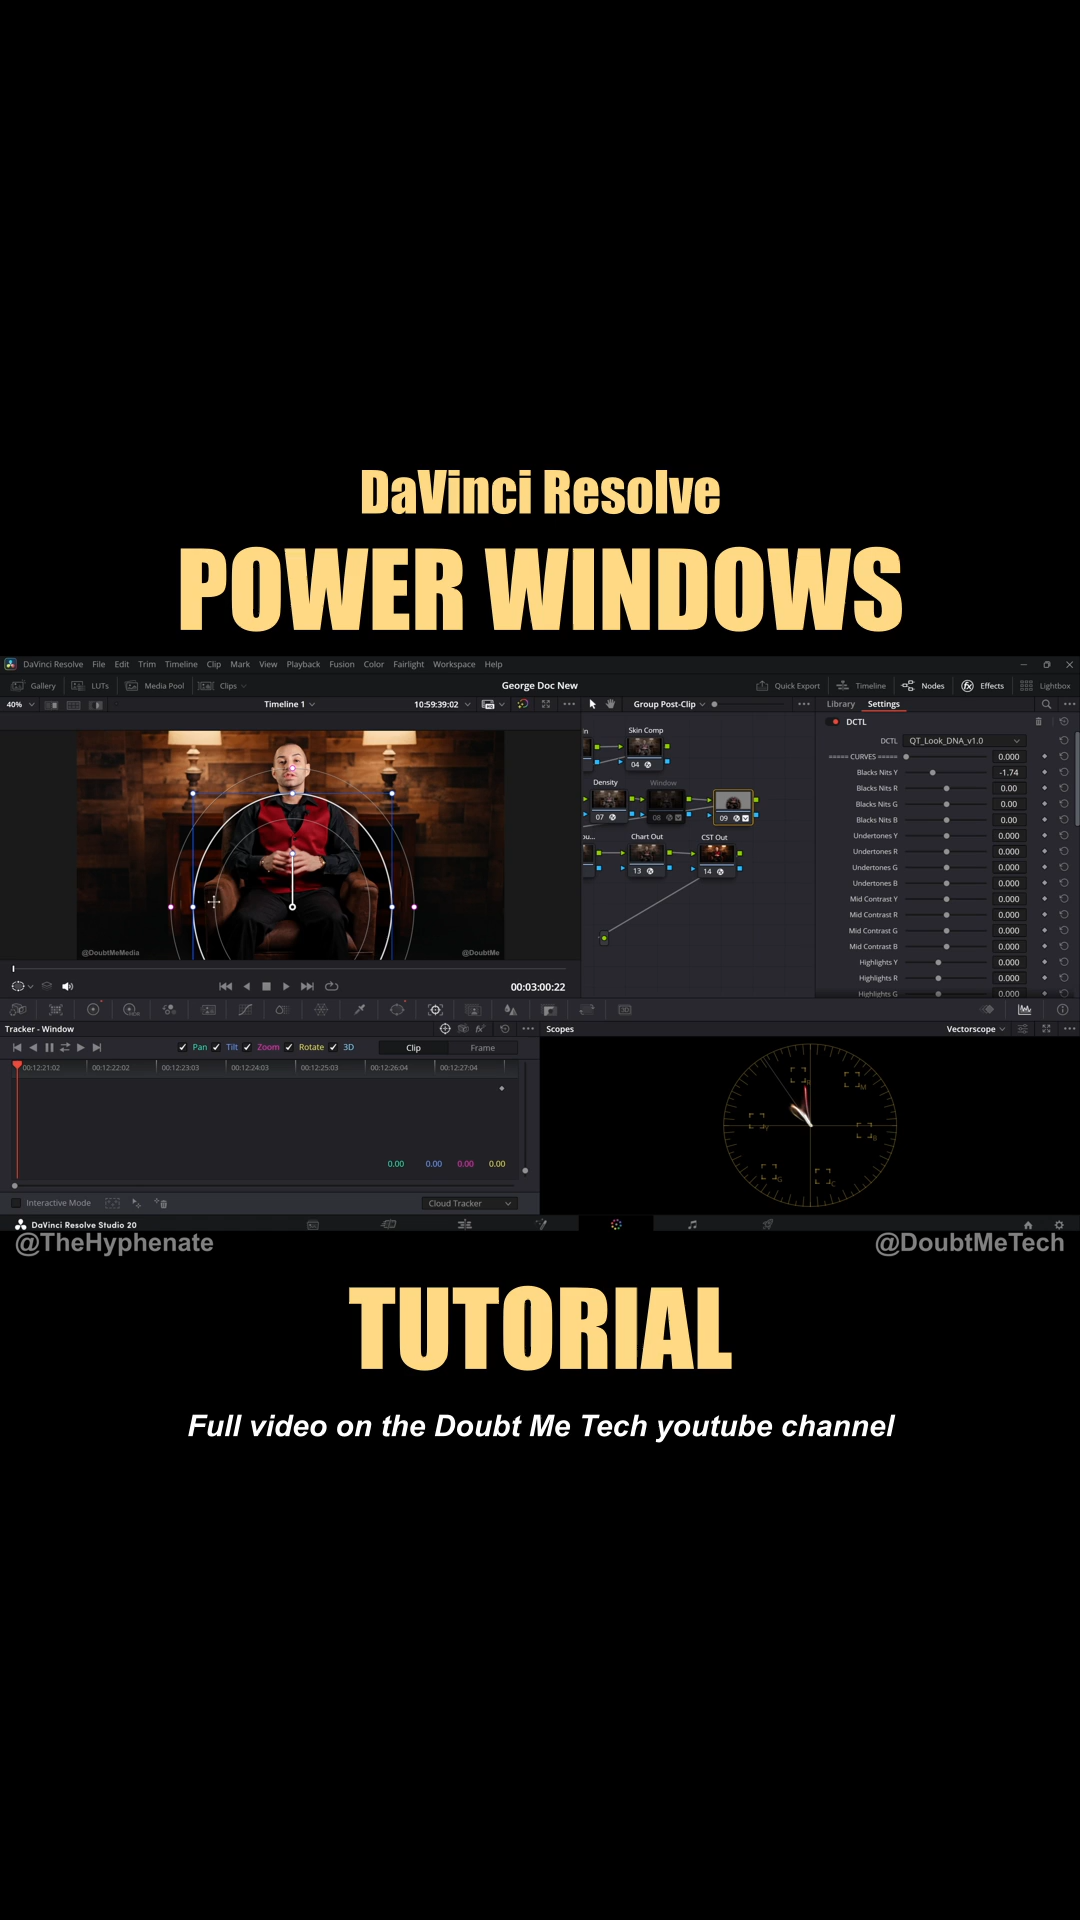 DaVinci Resolve
POWER WINDOWS
DaVinci Resolve File Edit Trim Timeline Clip Mark View Playback Fusion Color Fairlight Workspace Help
Gallery LUTs Media Pool Clips George Doc New Quick Export Timeline Nodes Effects Lightbox
40% Timeline 1 10:59:39:02 Group Post-Clip Library Settings
DCTL
DCTL QT_Look_DNA_v1.0
===== CURVES ===== 0.000
Blacks Nits Y -1.74
Blacks Nits R 0.00
Blacks Nits G 0.00
Blacks Nits B 0.00
Undertones Y 0.000
Undertones R 0.000
Undertones G 0.000
Undertones B 0.000
Mid Contrast Y 0.000
Mid Contrast R 0.000
Mid Contrast G 0.000
Mid Contrast B 0.000
Highlights Y 0.000
Highlights R 0.000
Highlights G 0.000
Skin Comp
04
Density Window
07 08 09
Chart Out CST Out
13 14
@DoubtMeMedia @DoubtMe
00:03:00:22
Tracker - Window Scopes Vectorscope
Pan Tilt Zoom Rotate 3D Clip Frame
00:12:21:02 00:12:22:02 00:12:23:03 00:12:24:03 00:12:25:03 00:12:26:04 00:12:27:04
0.00 0.00 0.00 0.00
R M B C G Y
Interactive Mode Cloud Tracker
DaVinci Resolve Studio 20
@TheHyphenate @DoubtMeTech
TUTORIAL
Full video on the Doubt Me Tech youtube channel